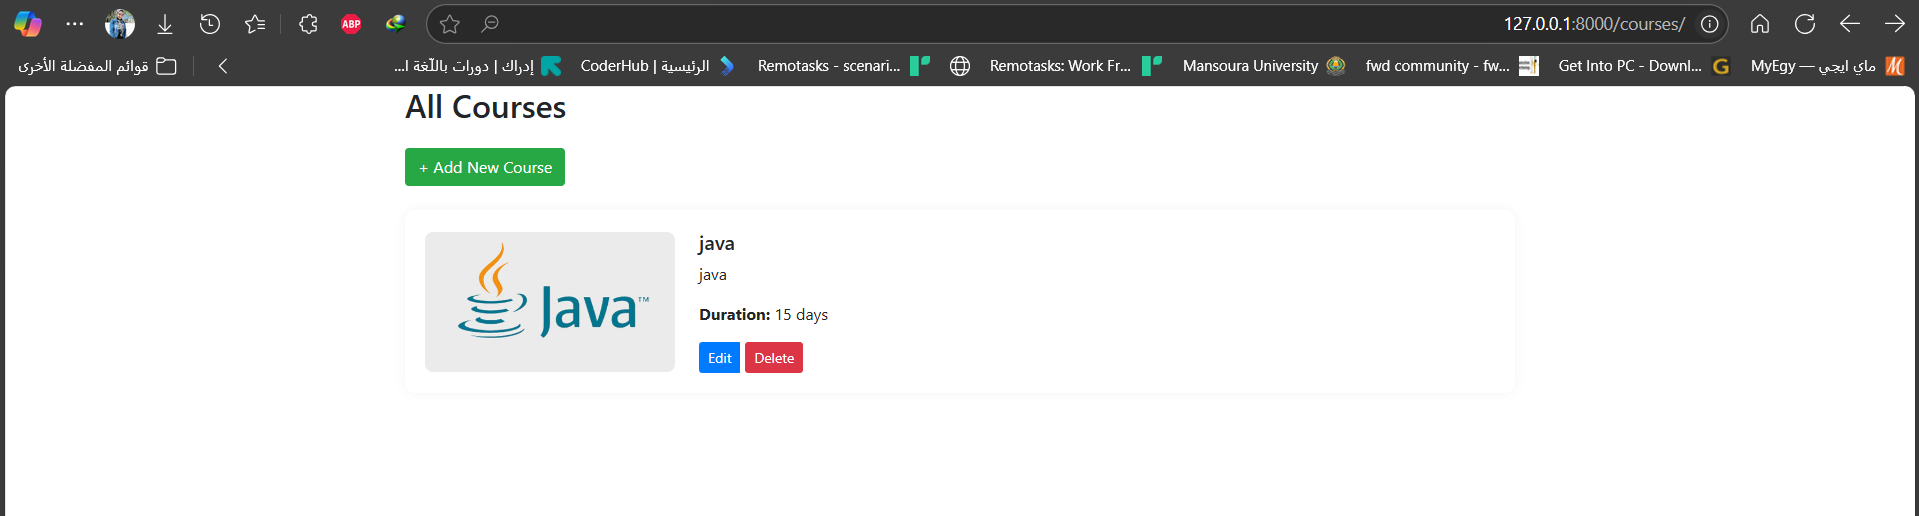 ABP
127.0.0.1:8000/courses/
قوائم المفضلة الأخرى
إدراك | دورات باللّغة ا...
الرئيسية | CoderHub
Remotasks - scenari...
Remotasks: Work Fr...
Mansoura University
fwd community - fw...
Get Into PC - Downl...
G
ماي ايجي — MyEgy
M
All Courses
+ Add New Course
Java™
java
java
Duration: 15 days
Edit Delete